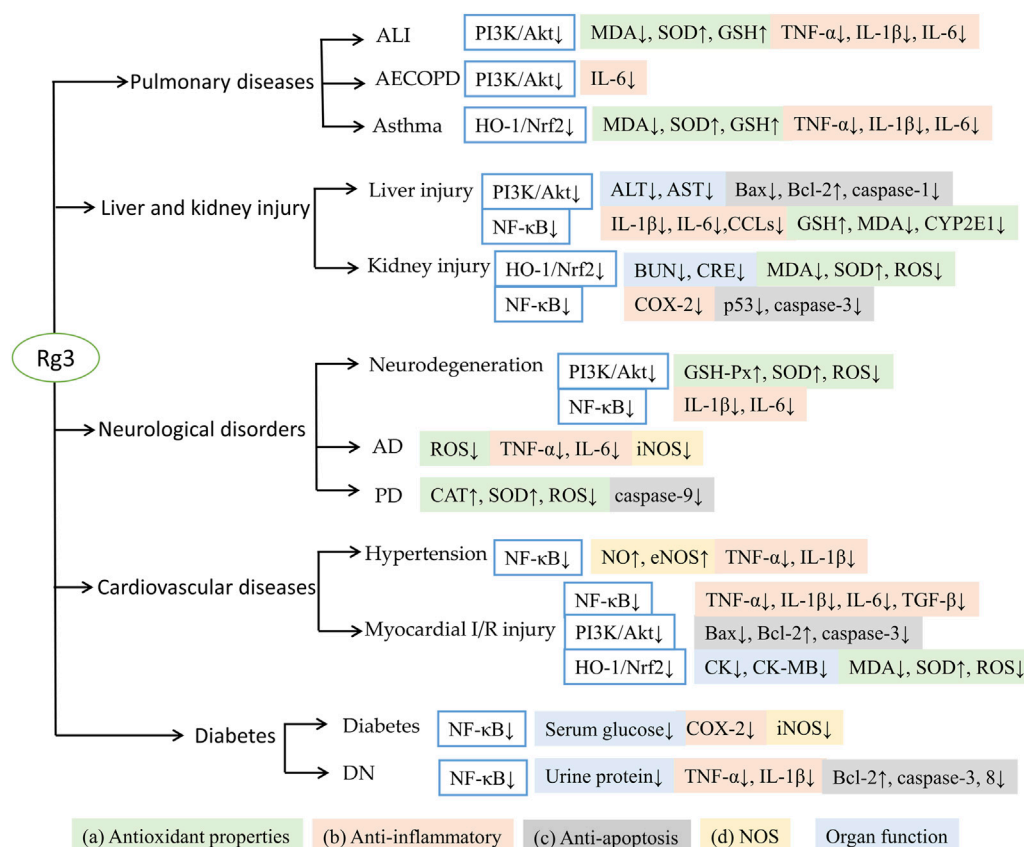 ALI PI3K/Akt↓ MDA↓, SOD↑, GSH↑ TNF-α↓, IL-1β↓, IL-6↓
Pulmonary diseases AECOPD PI3K/Akt↓ IL-6↓
Asthma HO-1/Nrf2↓ MDA↓, SOD↑, GSH↑ TNF-α↓, IL-1β↓, IL-6↓
Liver injury PI3K/Akt↓ ALT↓, AST↓ Bax↓, Bcl-2↑, caspase-1↓
Liver and kidney injury NF-κB↓ IL-1β↓, IL-6↓,CCLs↓ GSH↑, MDA↓, CYP2E1↓
Kidney injury HO-1/Nrf2↓ BUN↓, CRE↓ MDA↓, SOD↑, ROS↓
NF-κB↓ COX-2↓ p53↓, caspase-3↓
Rg3
Neurodegeneration PI3K/Akt↓ GSH-Px↑, SOD↑, ROS↓
NF-κB↓ IL-1β↓, IL-6↓
Neurological disorders AD ROS↓ TNF-α↓, IL-6↓ iNOS↓
PD CAT↑, SOD↑, ROS↓ caspase-9↓
Hypertension NF-κB↓ NO↑, eNOS↑ TNF-α↓, IL-1β↓
Cardiovascular diseases NF-κB↓ TNF-α↓, IL-1β↓, IL-6↓, TGF-β↓
Myocardial I/R injury PI3K/Akt↓ Bax↓, Bcl-2↑, caspase-3↓
HO-1/Nrf2↓ CK↓, CK-MB↓ MDA↓, SOD↑, ROS↓
Diabetes Diabetes NF-κB↓ Serum glucose↓ COX-2↓ iNOS↓
DN NF-κB↓ Urine protein↓ TNF-α↓, IL-1β↓ Bcl-2↑, caspase-3, 8↓
(a) Antioxidant properties (b) Anti-inflammatory (c) Anti-apoptosis (d) NOS Organ function